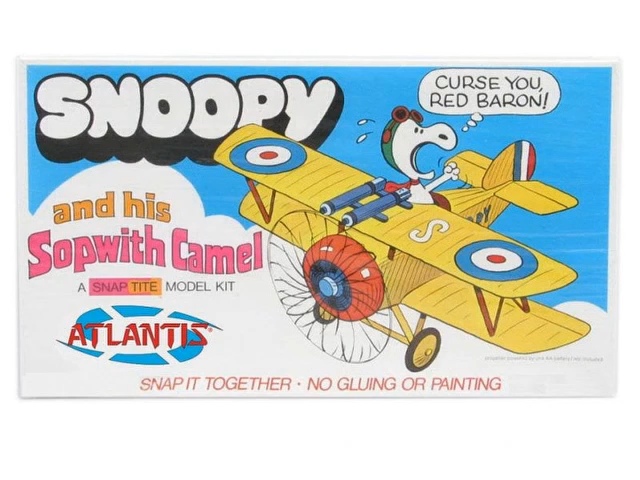 SNOOPY
CURSE YOU,
RED BARON!
and his
Sopwith Camel
A SNAP TITE MODEL KIT
S
ATLANTIS
SNAP IT TOGETHER · NO GLUING OR PAINTING